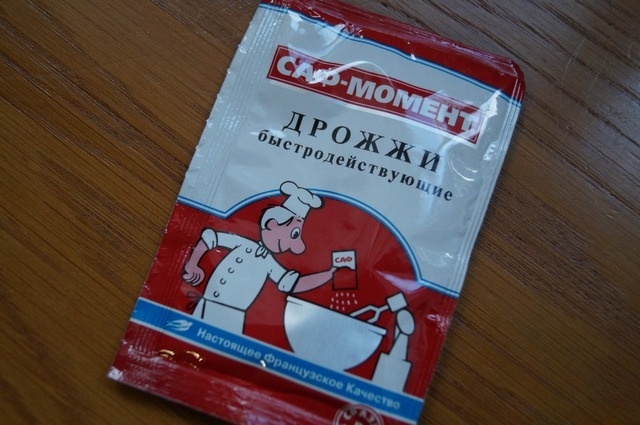 САФ-МОМЕНТ
ДРОЖЖИ
быстродействующие
САФ
Настоящее Французское Качество